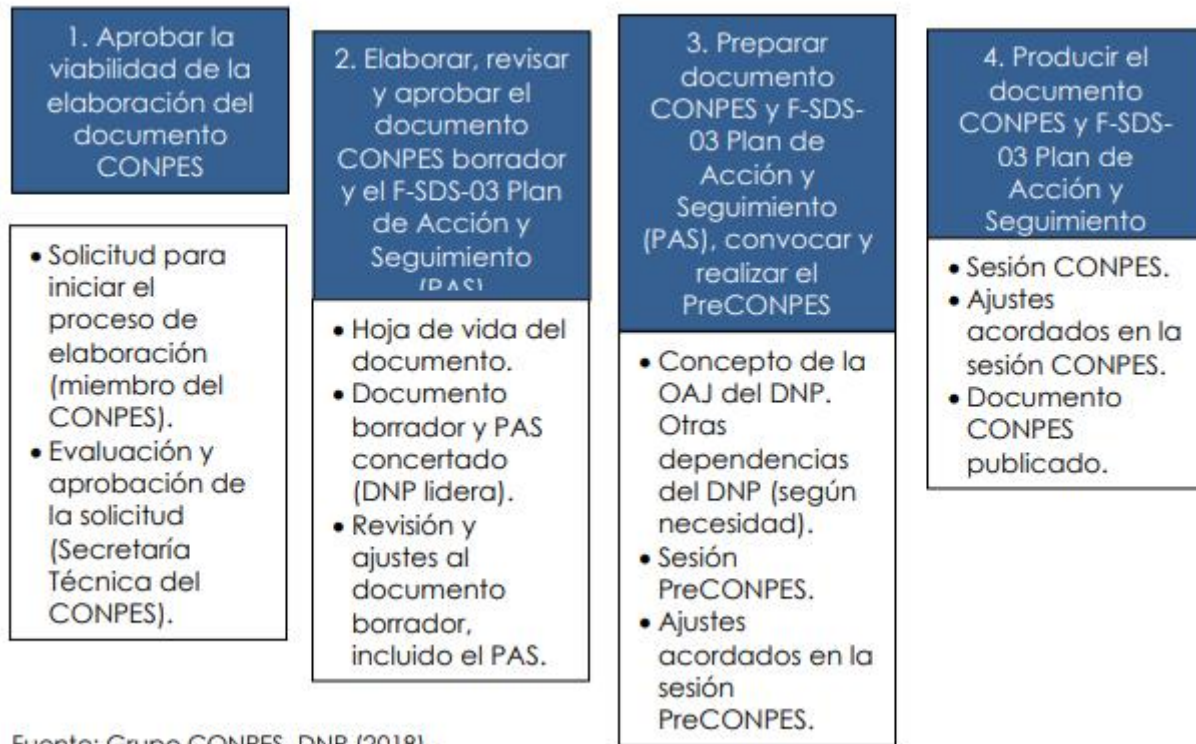 1. Aprobar la
viabilidad de la
elaboración del
documento
CONPES
• Solicitud para
iniciar el
proceso de
elaboración
(miembro del
CONPES).
• Evaluación y
aprobación de
la solicitud
(Secretaría
Técnica del
CONPES).
2. Elaborar, revisar
y aprobar el
documento
CONPES borrador
y el F-SDS-03 Plan
de Acción y
Seguimiento
(PAS)
• Hoja de vida del
documento.
• Documento
borrador y PAS
concertado
(DNP lidera).
• Revisión y
ajustes al
documento
borrador,
incluido el PAS.
3. Preparar
documento
CONPES y F-SDS-
03 Plan de
Acción y
Seguimiento
(PAS), convocar y
realizar el
PreCONPES
• Concepto de la
OAJ del DNP.
Otras
dependencias
del DNP (según
necesidad).
• Sesión
PreCONPES.
• Ajustes
acordados en la
sesión
PreCONPES.
4. Producir el
documento
CONPES y F-SDS-
03 Plan de
Acción y
Seguimiento
• Sesión CONPES.
• Ajustes
acordados en la
sesión CONPES.
• Documento
CONPES
publicado.
Fuente: Grupo CONPES, DNP (2018)